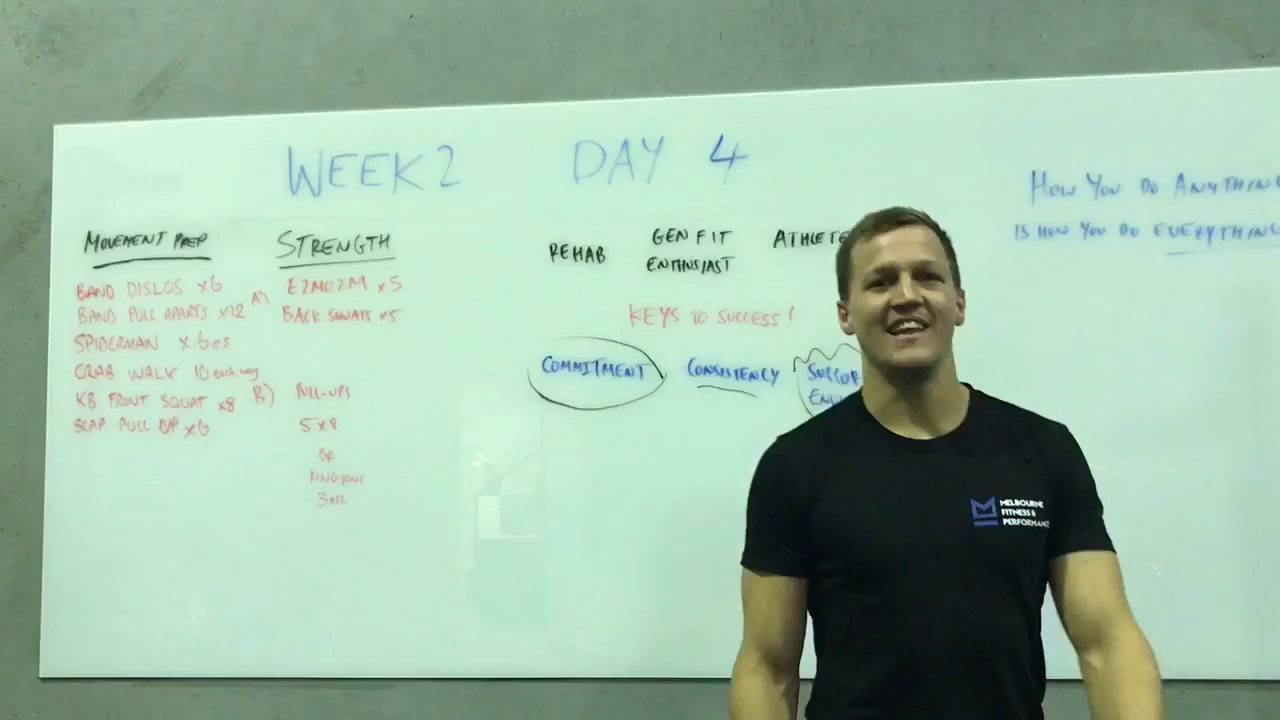 WEEK 2 DAY 4
MOVEMENT PREP
BAND DISLOS x6
BAND PULL APARTS x12
SPIDERMAN x 6es
CRAB WALK 10 each way
KB FRONT SQUAT x8
SCAP PULL UP x6
STRENGTH
A) E2MO2M x5
BACK SQUATS x5
B) PULL-UPS
5x8
OR
RING ROWS
3x12
REHAB
GEN FIT
ENTHUSIAST
ATHLETE
KEYS TO SUCCESS!
COMMITMENT
CONSISTENCY
HOW YOU DO ANYTHING
IS HOW YOU DO EVERYTHING
MELBOURNE
FITNESS &
PERFORMANCE